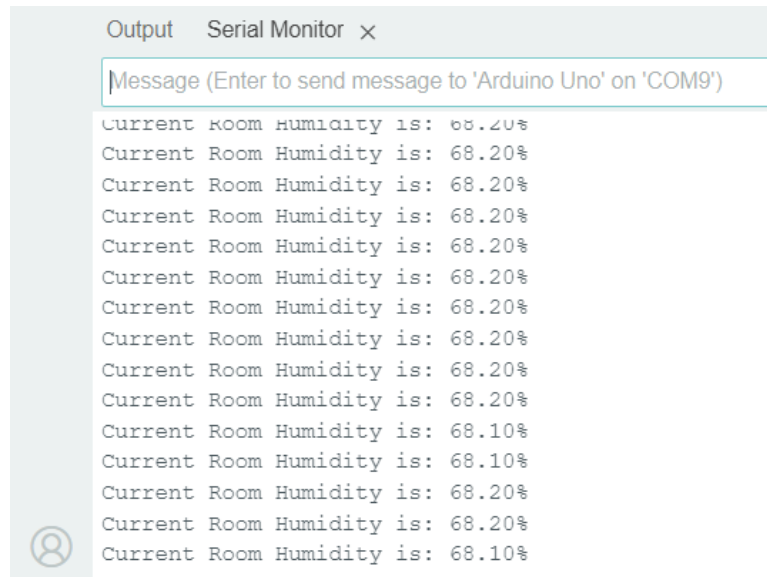 Output Serial Monitor ×
Message (Enter to send message to 'Arduino Uno' on 'COM9')
Current Room Humidity is: 68.20%
Current Room Humidity is: 68.20%
Current Room Humidity is: 68.20%
Current Room Humidity is: 68.20%
Current Room Humidity is: 68.20%
Current Room Humidity is: 68.20%
Current Room Humidity is: 68.20%
Current Room Humidity is: 68.20%
Current Room Humidity is: 68.20%
Current Room Humidity is: 68.20%
Current Room Humidity is: 68.10%
Current Room Humidity is: 68.10%
Current Room Humidity is: 68.20%
Current Room Humidity is: 68.20%
Current Room Humidity is: 68.10%